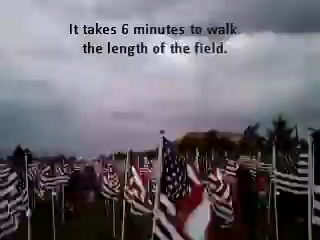 It takes 6 minutes to walk
the length of the field.